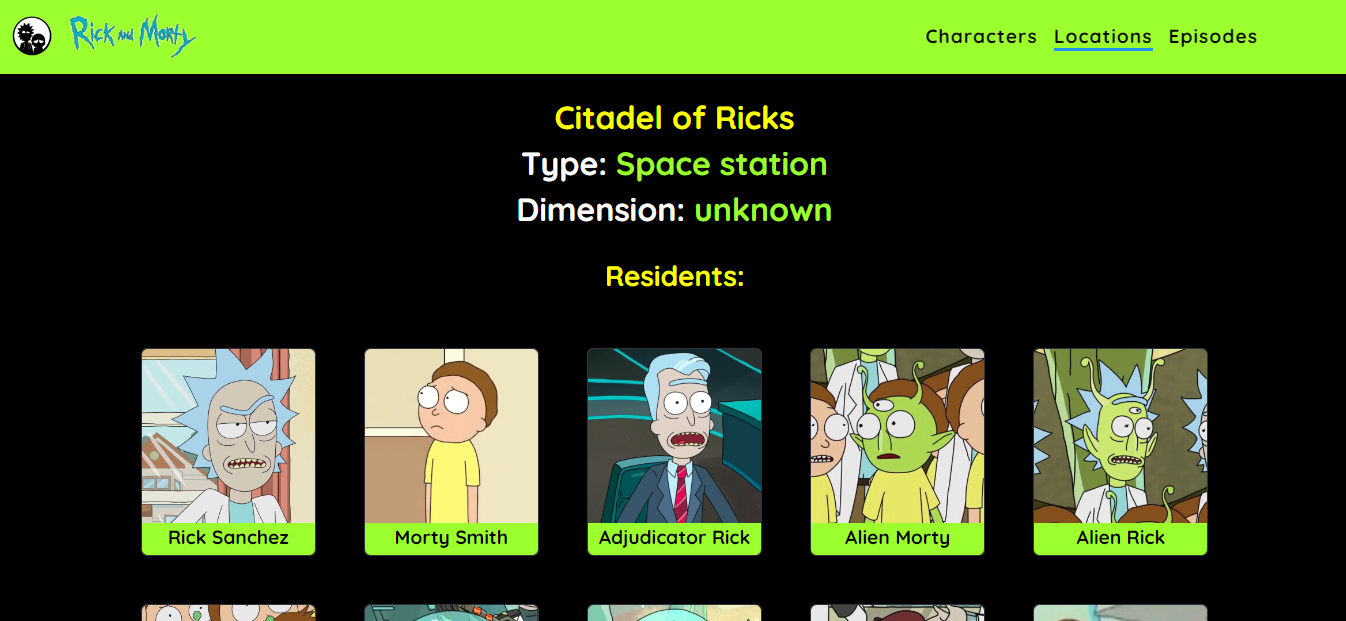 Rick and Morty
Characters Locations Episodes
Citadel of Ricks
Type: Space station
Dimension: unknown
Residents:
Rick Sanchez
Morty Smith
Adjudicator Rick
Alien Morty
Alien Rick